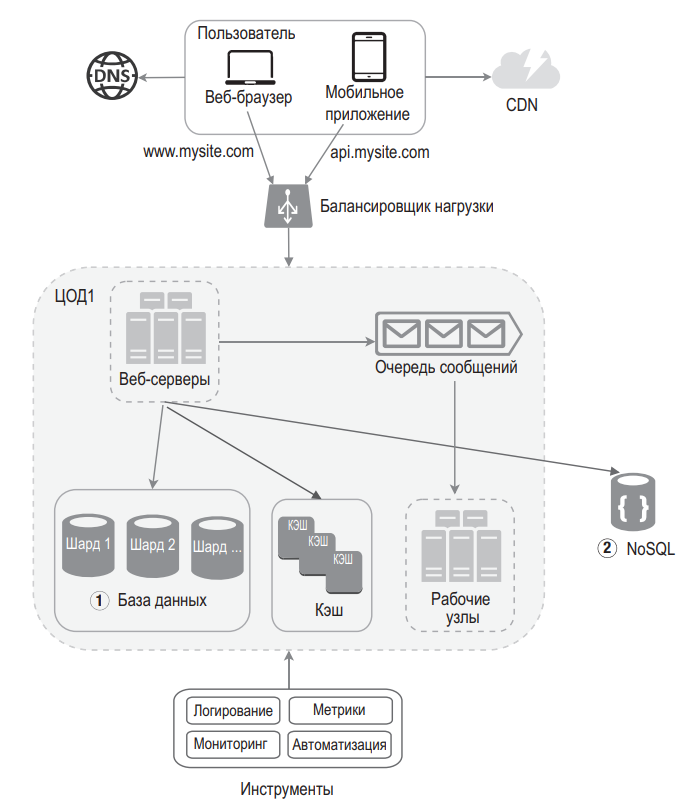 Пользователь
DNS
Веб-браузер
Мобильное
приложение
CDN
www.mysite.com
api.mysite.com
Балансировщик нагрузки
ЦОД1
Веб-серверы
Очередь сообщений
Шард 1
Шард 2
Шард ...
1 База данных
кэш
кэш
кэш
Кэш
Рабочие
узлы
{ }
2 NoSQL
Логирование
Метрики
Мониторинг
Автоматизация
Инструменты